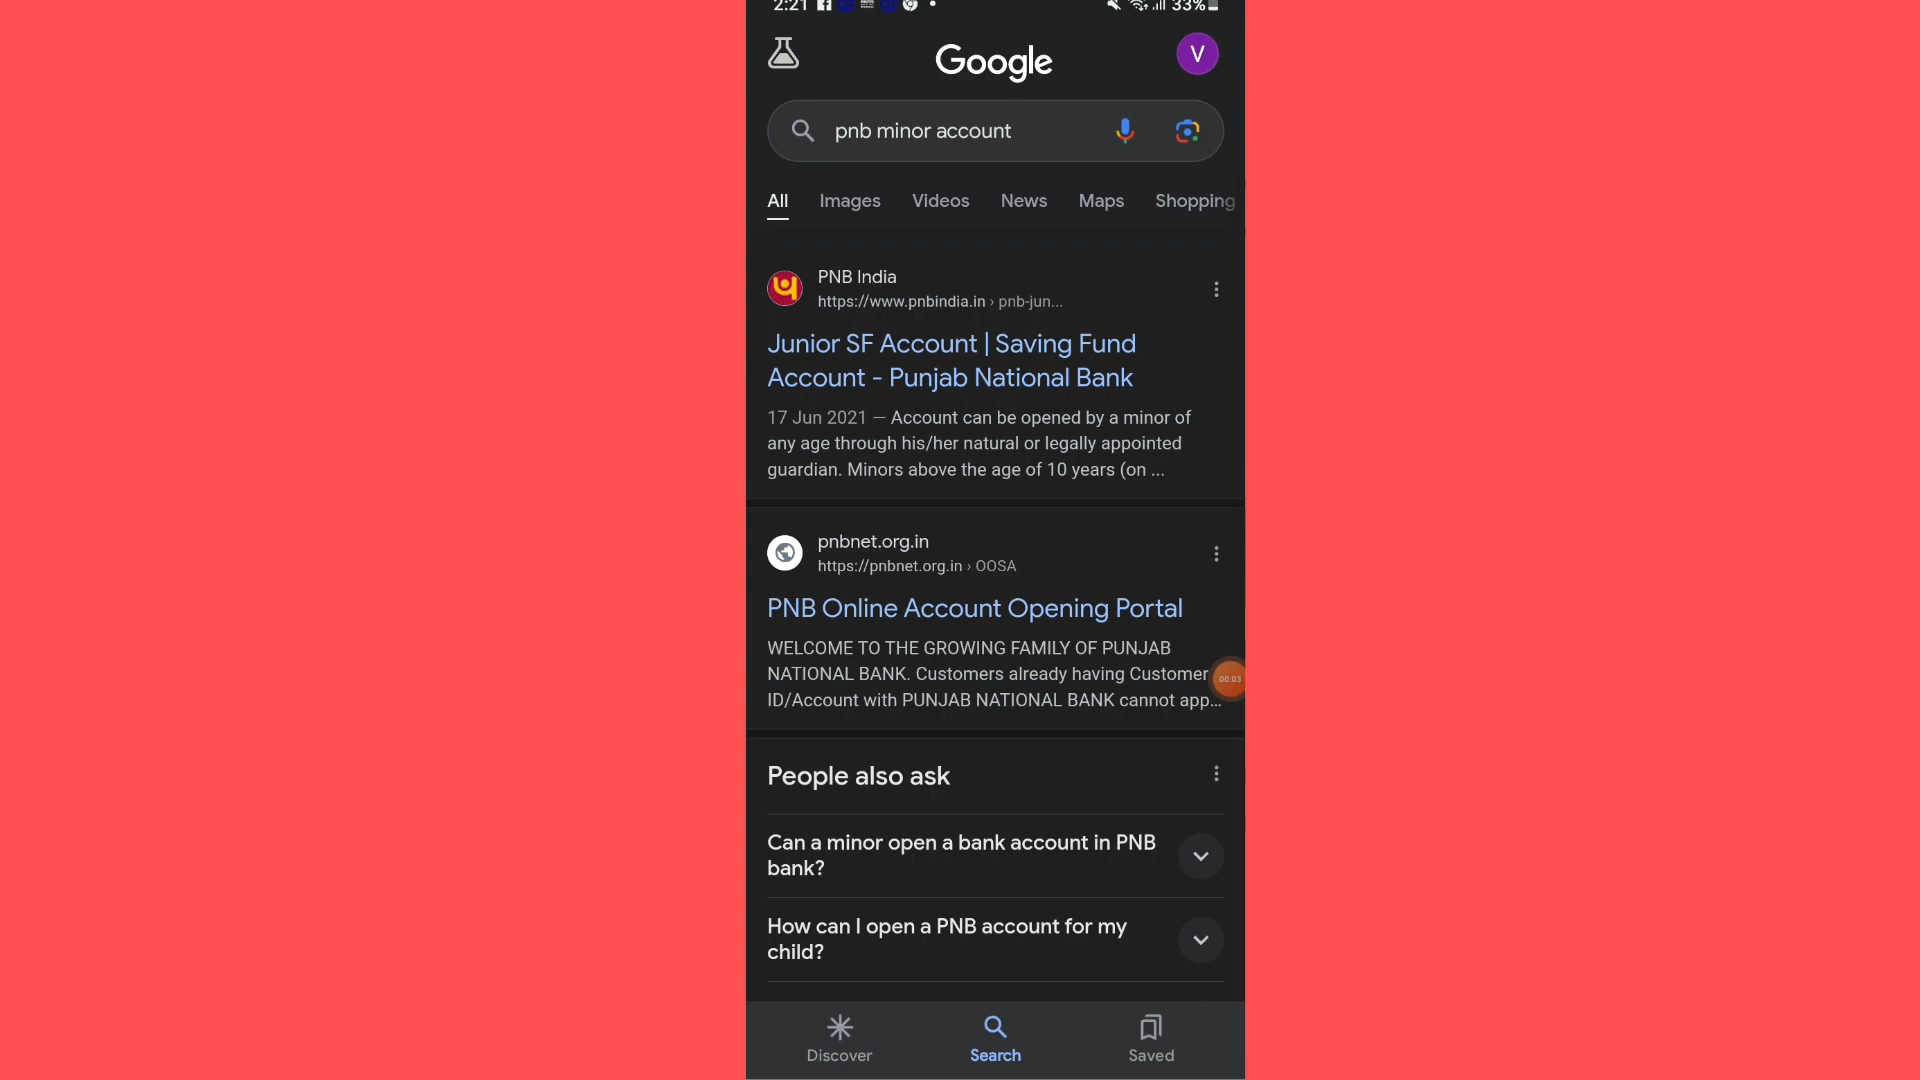 2:21 33%
Google
V
pnb minor account
All Images Videos News Maps Shopping
PNB India
https://www.pnbindia.in › pnb-jun...
Junior SF Account | Saving Fund
Account - Punjab National Bank
17 Jun 2021 — Account can be opened by a minor of
any age through his/her natural or legally appointed
guardian. Minors above the age of 10 years (on ...
pnbnet.org.in
https://pnbnet.org.in › OOSA
PNB Online Account Opening Portal
WELCOME TO THE GROWING FAMILY OF PUNJAB
NATIONAL BANK. Customers already having Customer
ID/Account with PUNJAB NATIONAL BANK cannot app...
00:03
People also ask
Can a minor open a bank account in PNB
bank?
How can I open a PNB account for my
child?
Discover Search Saved